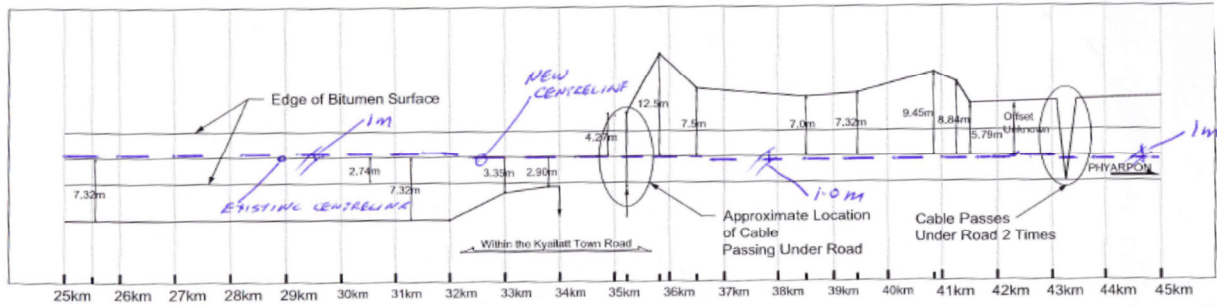 NEW
CENTRELINE
Edge of Bitumen Surface
1m
12.5m
9.45m
7.5m
7.0m
7.32m
8.84m
Offset
Unknown
4.27m
5.79m
1m
2.74m
3.35m
2.90m
PHYARPON
7.32m
7.32m
EXISTING CENTRELINE
1.0m
Approximate Location
of Cable
Passing Under Road
Cable Passes
Under Road 2 Times
Within the Kyailatt Town Road
25km 26km 27km 28km 29km 30km 31km 32km 33km 34km 35km 36km 37km 38km 39km 40km 41km 42km 43km 44km 45km